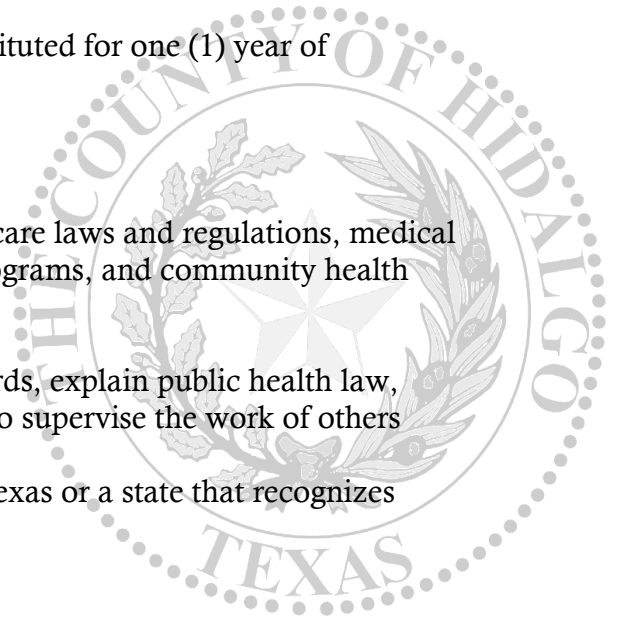 ituted for one (1) year of
care laws and regulations, medical
ograms, and community health
rds, explain public health law,
o supervise the work of others
exas or a state that recognizes
THE COUNTY OF HIDALGO
TEXAS